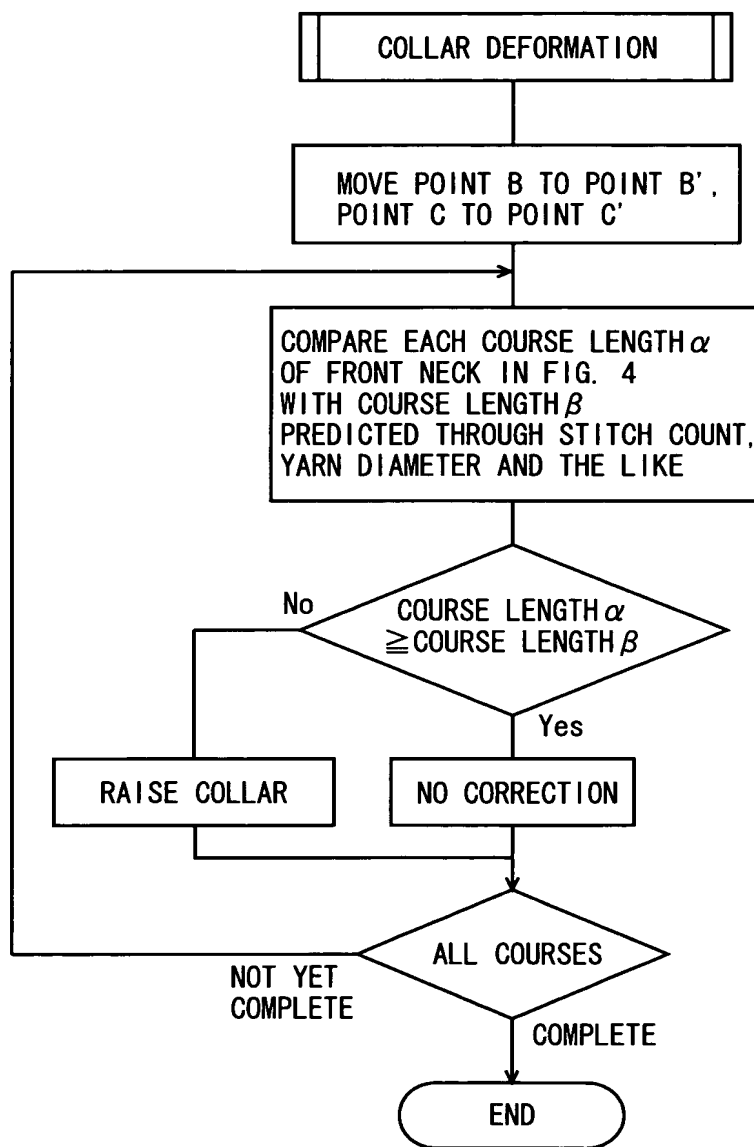 COLLAR DEFORMATION
MOVE POINT B TO POINT B',
POINT C TO POINT C'
COMPARE EACH COURSE LENGTH α
OF FRONT NECK IN FIG. 4
WITH COURSE LENGTH β
PREDICTED THROUGH STITCH COUNT,
YARN DIAMETER AND THE LIKE
No
COURSE LENGTH α
≧COURSE LENGTH β
Yes
RAISE COLLAR
NO CORRECTION
ALL COURSES
NOT YET
COMPLETE
COMPLETE
END